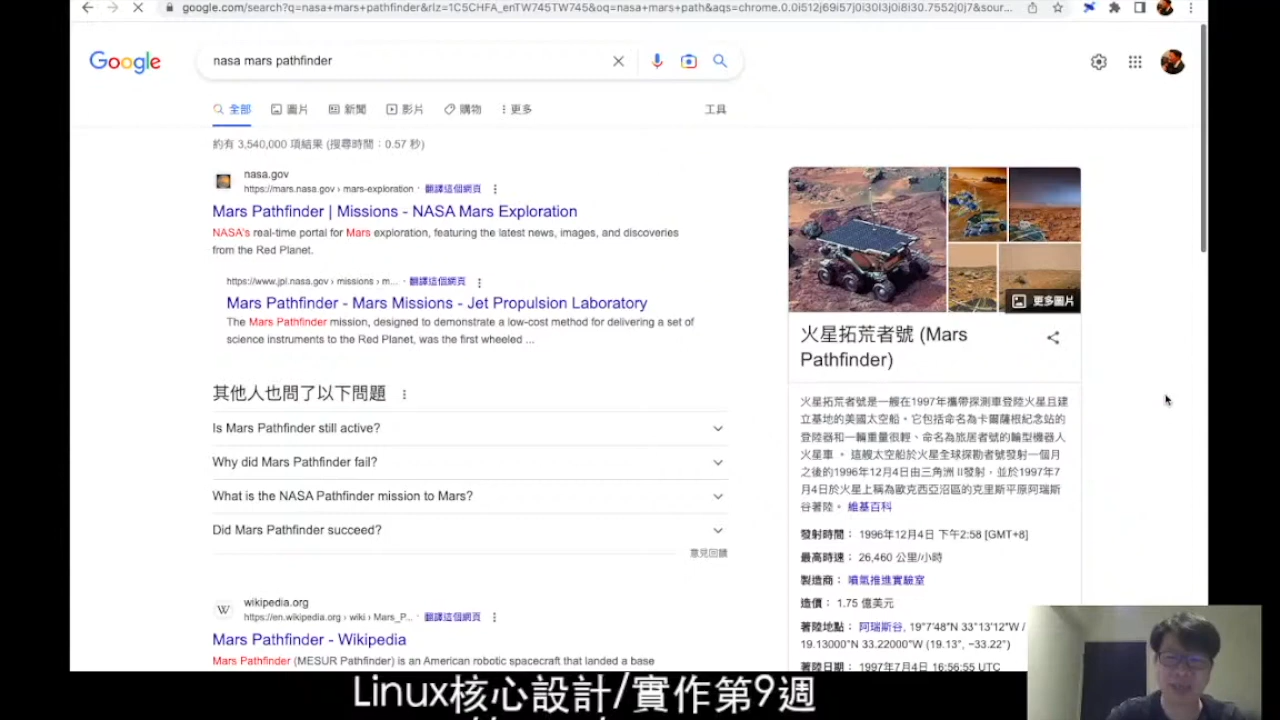 google.com/search?q=nasa+mars+pathfinder&rlz=1C5CHFA_enTW745TW745&oq=nasa+mars+path&aqs=chrome.0.0i512j69i57j0i30l3j0i8i30.7552j0j7&sour...
Google
nasa mars pathfinder
全部 圖片 新聞 影片 購物 更多 工具
約有 3,540,000 項結果 (搜尋時間：0.57 秒)
nasa.gov
https://mars.nasa.gov › mars-exploration · 翻譯這個網頁
Mars Pathfinder | Missions - NASA Mars Exploration
NASA's real-time portal for Mars exploration, featuring the latest news, images, and discoveries
from the Red Planet.
https://www.jpl.nasa.gov › missions › m... · 翻譯這個網頁
Mars Pathfinder - Mars Missions - Jet Propulsion Laboratory
The Mars Pathfinder mission, designed to demonstrate a low-cost method for delivering a set of
science instruments to the Red Planet, was the first wheeled ...
其他人也問了以下問題
Is Mars Pathfinder still active?
Why did Mars Pathfinder fail?
What is the NASA Pathfinder mission to Mars?
Did Mars Pathfinder succeed?
意見回饋
W
wikipedia.org
https://en.wikipedia.org › wiki › Mars_P... · 翻譯這個網頁
Mars Pathfinder - Wikipedia
Mars Pathfinder (MESUR Pathfinder) is an American robotic spacecraft that landed a base
更多圖片
火星拓荒者號 (Mars
Pathfinder)
火星拓荒者號是一艘在1997年攜帶探測車登陸火星且建
立基地的美國太空船。它包括命名為卡爾薩根紀念站的
登陸器和一輛重量很輕、命名為旅居者號的輪型機器人
火星車 。 這艘太空船於火星全球探勘者號發射一個月
之後的1996年12月4日由三角洲 II發射，並於1997年7
月4日於火星上稱為歐克西亞沼區的克里斯平原阿瑞斯
谷著陸。 維基百科
發射時間： 1996年12月4日 下午2:58 [GMT+8]
最高時速： 26,460 公里/小時
製造商： 噴氣推進實驗室
造價： 1.75 億美元
著陸地點： 阿瑞斯谷, 19°7′48″N 33°13′12″W /
19.13000°N 33.22000°W (19.13°, −33.22°)
著陸日期： 1997年7月4日 16:56:55 UTC
Linux核心設計/實作第9週